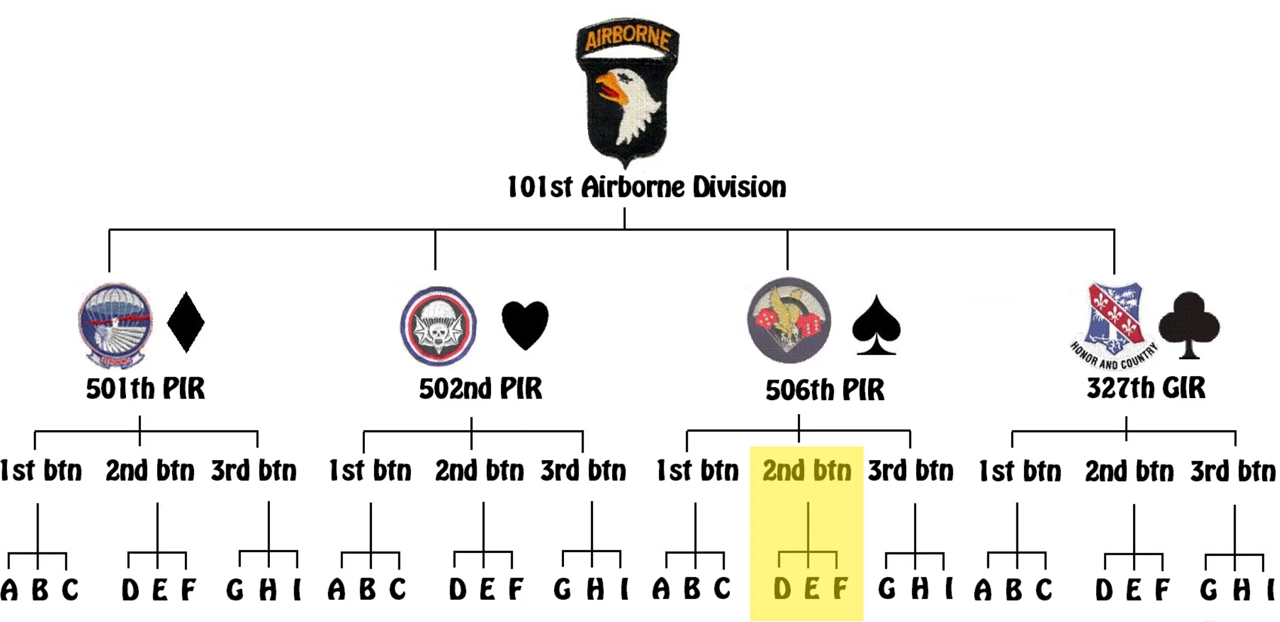 AIRBORNE
101st Airborne Division
HONOR AND COUNTRY
501th PIR 502nd PIR 506th PIR 327th GIR
1st btn 2nd btn 3rd btn 1st btn 2nd btn 3rd btn 1st btn 2nd btn 3rd btn 1st btn 2nd btn 3rd btn
A B C D E F G H I A B C D E F G H I A B C D E F G H I A B C D E F G H I